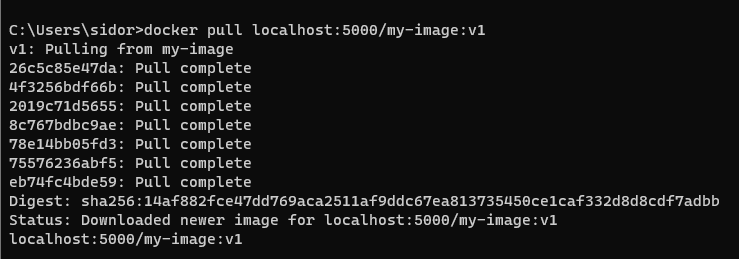 C:\Users\sidor>docker pull localhost:5000/my-image:v1
v1: Pulling from my-image
26c5c85e47da: Pull complete
4f3256bdf66b: Pull complete
2019c71d5655: Pull complete
8c767bdbc9ae: Pull complete
78e14bb05fd3: Pull complete
75576236abf5: Pull complete
eb74fc4bde59: Pull complete
Digest: sha256:14af882fce47dd769aca2511af9ddc67ea813735450ce1caf332d8d8cdf7adbb
Status: Downloaded newer image for localhost:5000/my-image:v1
localhost:5000/my-image:v1